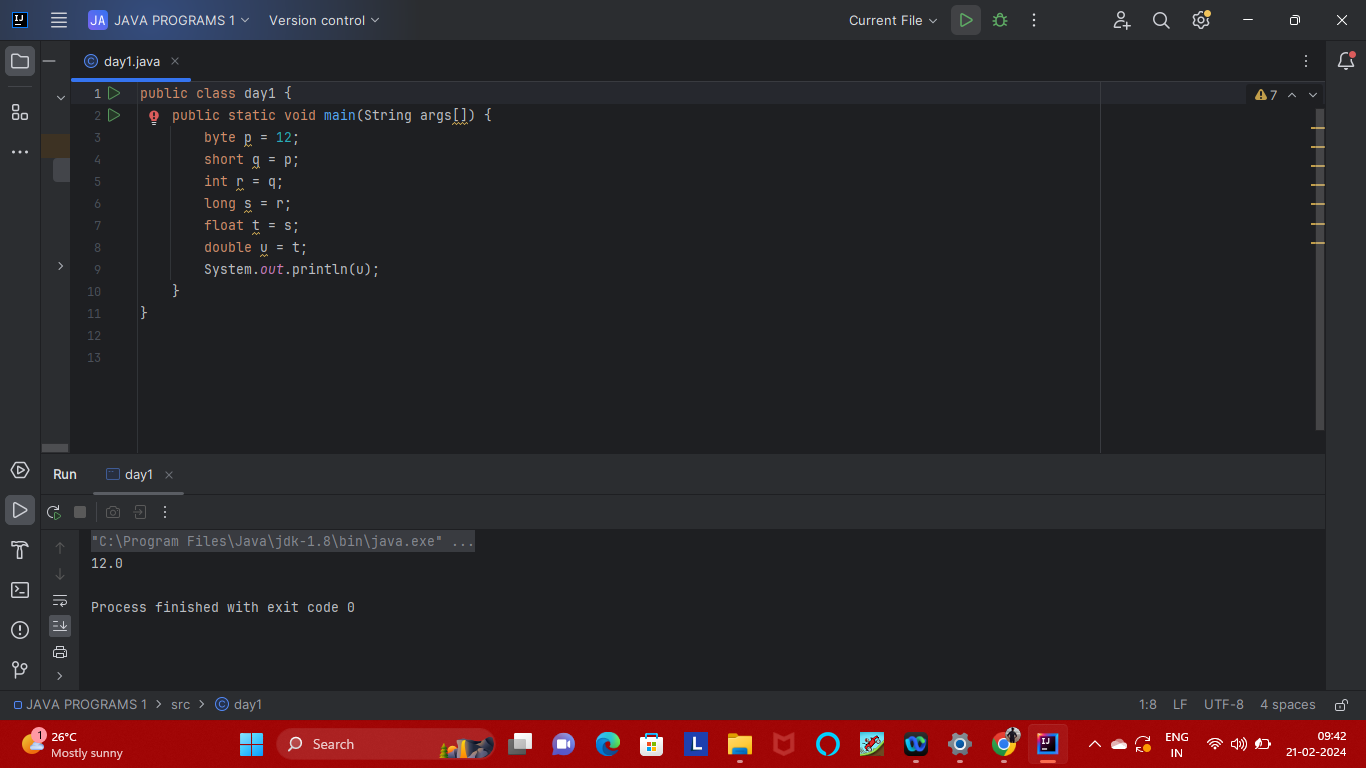 JA JAVA PROGRAMS 1 Version control Current File
day1.java
7
1 public class day1 {
2 public static void main(String args[]) {
3 byte p = 12;
4 short q = p;
5 int r = q;
6 long s = r;
7 float t = s;
8 double u = t;
9 System.out.println(u);
10 }
11 }
12
13
Run day1
"C:\Program Files\Java\jdk-1.8\bin\java.exe" ...
12.0
Process finished with exit code 0
JAVA PROGRAMS 1 > src > day1 1:8 LF UTF-8 4 spaces
1
26°C
Mostly sunny
Search
L
ENG
IN
09:42
21-02-2024